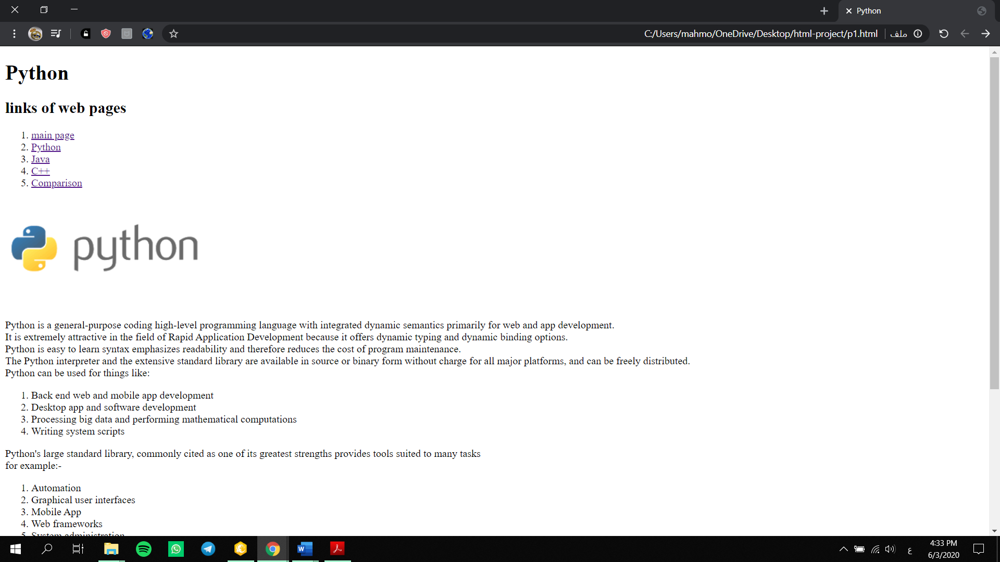 Python
C:/Users/mahmo/OneDrive/Desktop/html-project/p1.html
ملف
Python
links of web pages
1. main page
2. Python
3. Java
4. C++
5. Comparison
python
Python is a general-purpose coding high-level programming language with integrated dynamic semantics primarily for web and app development.
It is extremely attractive in the field of Rapid Application Development because it offers dynamic typing and dynamic binding options.
Python is easy to learn syntax emphasizes readability and therefore reduces the cost of program maintenance.
The Python interpreter and the extensive standard library are available in source or binary form without charge for all major platforms, and can be freely distributed.
Python can be used for things like:
1. Back end web and mobile app development
2. Desktop app and software development
3. Processing big data and performing mathematical computations
4. Writing system scripts
Python's large standard library, commonly cited as one of its greatest strengths provides tools suited to many tasks
for example:-
1. Automation
2. Graphical user interfaces
3. Mobile App
4. Web frameworks
5. System administration
ع
4:33 PM
6/3/2020